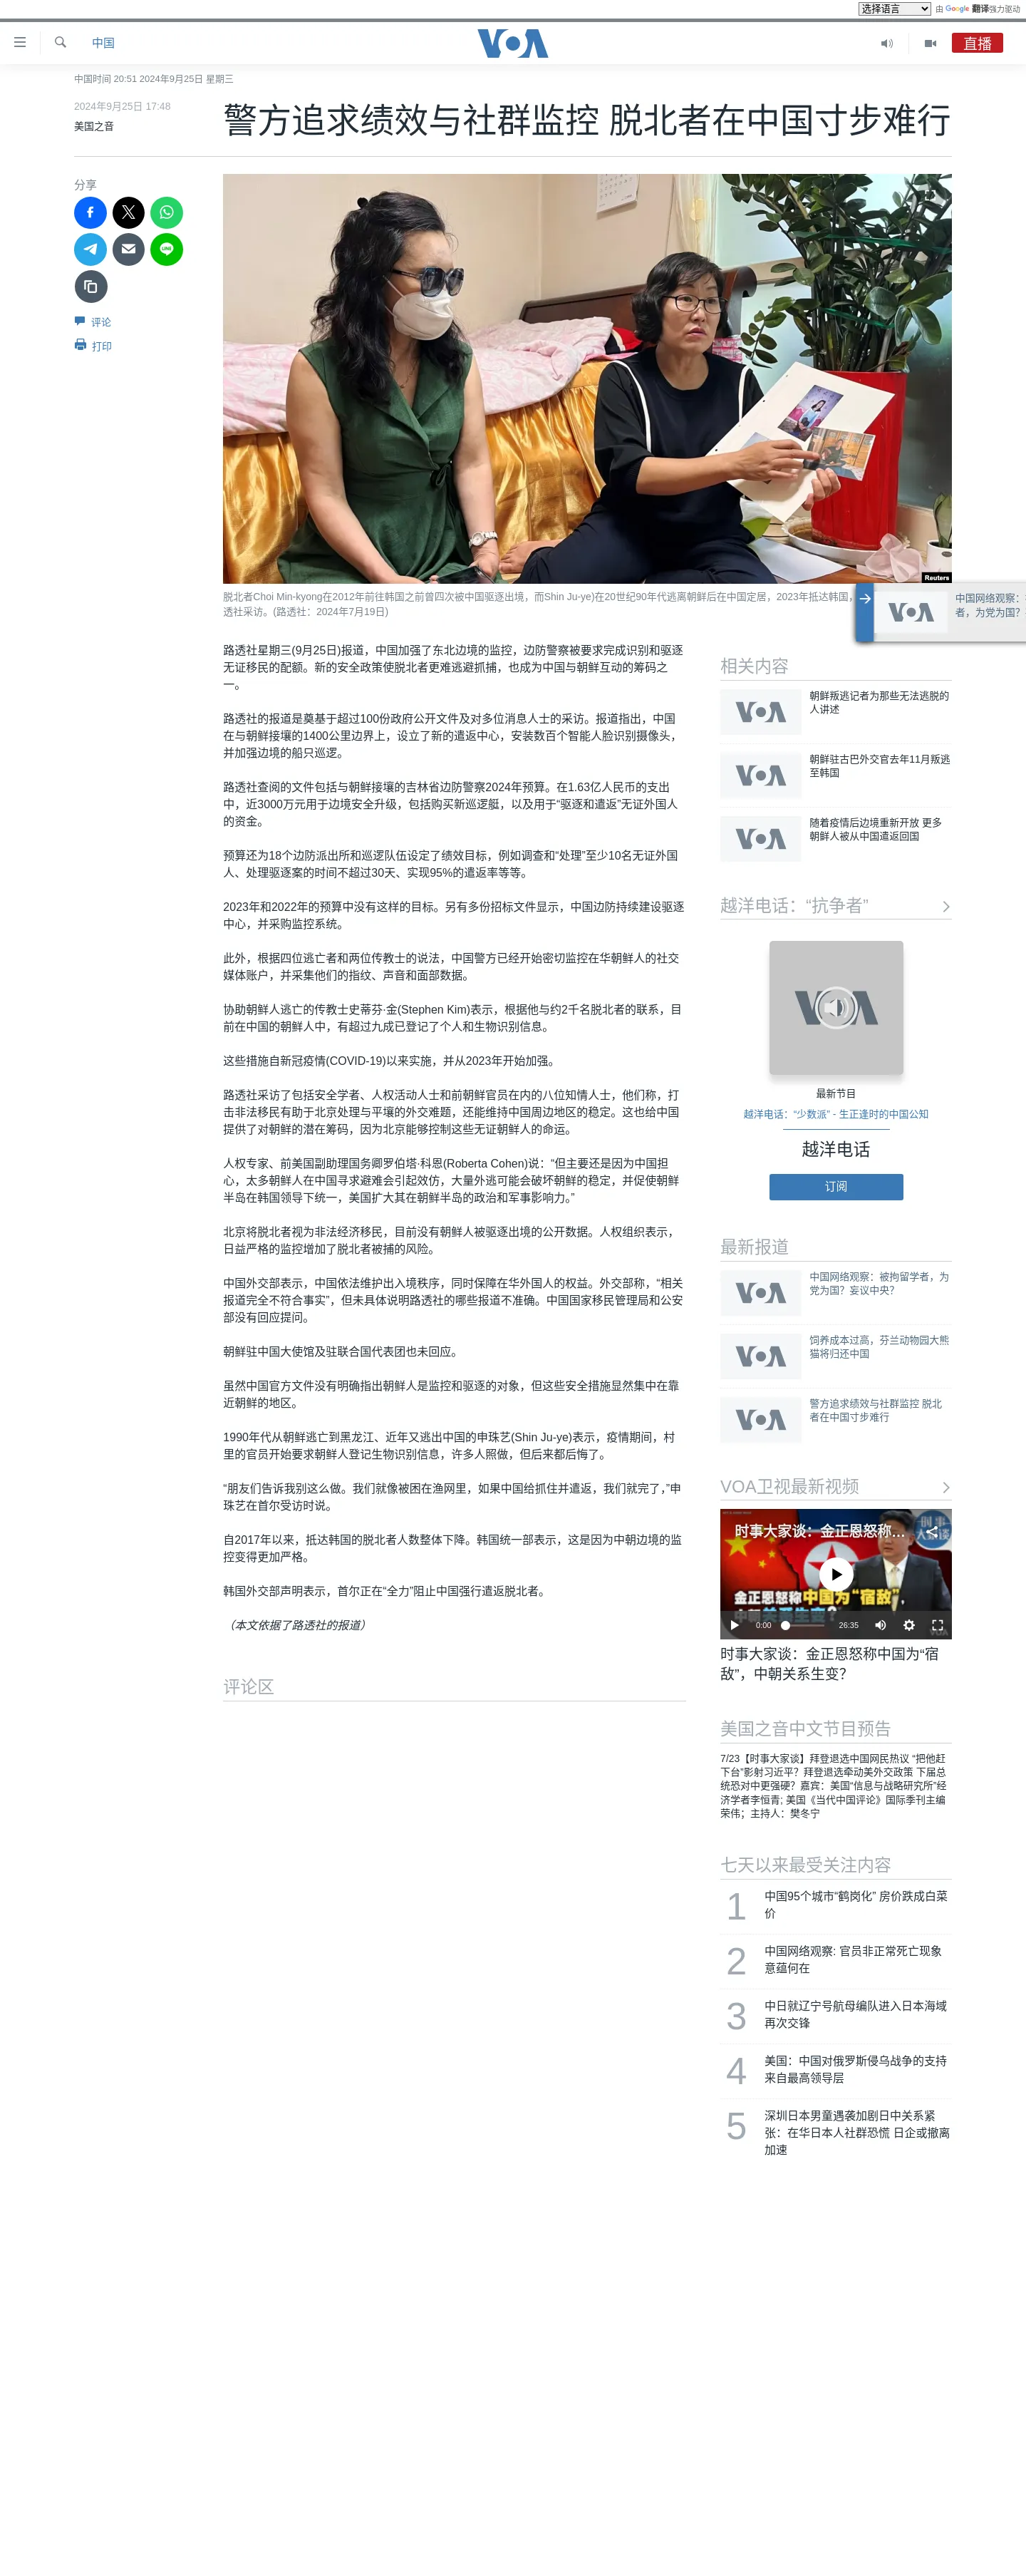 选择语言 由 Google 翻译强力驱动
中国
VOA
直播
中国时间 20:51 2024年9月25日 星期三
2024年9月25日 17:48
美国之音
警方追求绩效与社群监控 脱北者在中国寸步难行
分享
评论
打印
Reuters
脱北者Choi Min-kyong在2012年前往韩国之前曾四次被中国驱逐出境，而Shin Ju-ye)在20世纪90年代逃离朝鲜后在中国定居，2023年抵达韩国，
透社采访。(路透社：2024年7月19日)
中国网络观察：
者，为党为国？
路透社星期三(9月25日)报道，中国加强了东北边境的监控，边防警察被要求完成识别和驱逐
无证移民的配额。新的安全政策使脱北者更难逃避抓捕，也成为中国与朝鲜互动的筹码之
一。
路透社的报道是奠基于超过100份政府公开文件及对多位消息人士的采访。报道指出，中国
在与朝鲜接壤的1400公里边界上，设立了新的遣返中心，安装数百个智能人脸识别摄像头，
并加强边境的船只巡逻。
路透社查阅的文件包括与朝鲜接壤的吉林省边防警察2024年预算。在1.63亿人民币的支出
中，近3000万元用于边境安全升级，包括购买新巡逻艇，以及用于“驱逐和遣返”无证外国人
的资金。
预算还为18个边防派出所和巡逻队伍设定了绩效目标，例如调查和“处理”至少10名无证外国
人、处理驱逐案的时间不超过30天、实现95%的遣返率等等。
2023年和2022年的预算中没有这样的目标。另有多份招标文件显示，中国边防持续建设驱逐
中心，并采购监控系统。
此外，根据四位逃亡者和两位传教士的说法，中国警方已经开始密切监控在华朝鲜人的社交
媒体账户，并采集他们的指纹、声音和面部数据。
协助朝鲜人逃亡的传教士史蒂芬·金(Stephen Kim)表示，根据他与约2千名脱北者的联系，目
前在中国的朝鲜人中，有超过九成已登记了个人和生物识别信息。
这些措施自新冠疫情(COVID-19)以来实施，并从2023年开始加强。
路透社采访了包括安全学者、人权活动人士和前朝鲜官员在内的八位知情人士，他们称，打
击非法移民有助于北京处理与平壤的外交难题，还能维持中国周边地区的稳定。这也给中国
提供了对朝鲜的潜在筹码，因为北京能够控制这些无证朝鲜人的命运。
人权专家、前美国副助理国务卿罗伯塔·科恩(Roberta Cohen)说：“但主要还是因为中国担
心，太多朝鲜人在中国寻求避难会引起效仿，大量外逃可能会破坏朝鲜的稳定，并促使朝鲜
半岛在韩国领导下统一，美国扩大其在朝鲜半岛的政治和军事影响力。”
北京将脱北者视为非法经济移民，目前没有朝鲜人被驱逐出境的公开数据。人权组织表示，
日益严格的监控增加了脱北者被捕的风险。
中国外交部表示，中国依法维护出入境秩序，同时保障在华外国人的权益。外交部称，“相关
报道完全不符合事实”，但未具体说明路透社的哪些报道不准确。中国国家移民管理局和公安
部没有回应提问。
朝鲜驻中国大使馆及驻联合国代表团也未回应。
虽然中国官方文件没有明确指出朝鲜人是监控和驱逐的对象，但这些安全措施显然集中在靠
近朝鲜的地区。
1990年代从朝鲜逃亡到黑龙江、近年又逃出中国的申珠艺(Shin Ju-ye)表示，疫情期间，村
里的官员开始要求朝鲜人登记生物识别信息，许多人照做，但后来都后悔了。
“朋友们告诉我别这么做。我们就像被困在渔网里，如果中国给抓住并遣返，我们就完了，”申
珠艺在首尔受访时说。
自2017年以来，抵达韩国的脱北者人数整体下降。韩国统一部表示，这是因为中朝边境的监
控变得更加严格。
韩国外交部声明表示，首尔正在“全力”阻止中国强行遣返脱北者。
（本文依据了路透社的报道）
评论区
相关内容
VOA
朝鲜叛逃记者为那些无法逃脱的
人讲述
VOA
朝鲜驻古巴外交官去年11月叛逃
至韩国
VOA
随着疫情后边境重新开放 更多
朝鲜人被从中国遣返回国
越洋电话：“抗争者”
VOA
最新节目
越洋电话：“少数派” - 生正逢时的中国公知
越洋电话
订阅
最新报道
VOA
中国网络观察：被拘留学者，为
党为国？妄议中央？
VOA
饲养成本过高，芬兰动物园大熊
猫将归还中国
VOA
警方追求绩效与社群监控 脱北
者在中国寸步难行
VOA卫视最新视频
时事大家谈：金正恩怒称…
金正恩怒称中国为“宿敌”，
0:00
26:35
时事大家谈：金正恩怒称中国为“宿
敌”，中朝关系生变？
美国之音中文节目预告
7/23【时事大家谈】拜登退选中国网民热议 “把他赶
下台”影射习近平？拜登退选牵动美外交政策 下届总
统恐对中更强硬？嘉宾：美国“信息与战略研究所”经
济学者李恒青; 美国《当代中国评论》国际季刊主编
荣伟；主持人：樊冬宁
七天以来最受关注内容
1 中国95个城市“鹤岗化” 房价跌成白菜
价
2 中国网络观察: 官员非正常死亡现象
意蕴何在
3 中日就辽宁号航母编队进入日本海域
再次交锋
4 美国：中国对俄罗斯侵乌战争的支持
来自最高领导层
5 深圳日本男童遇袭加剧日中关系紧
张：在华日本人社群恐慌 日企或撤离
加速